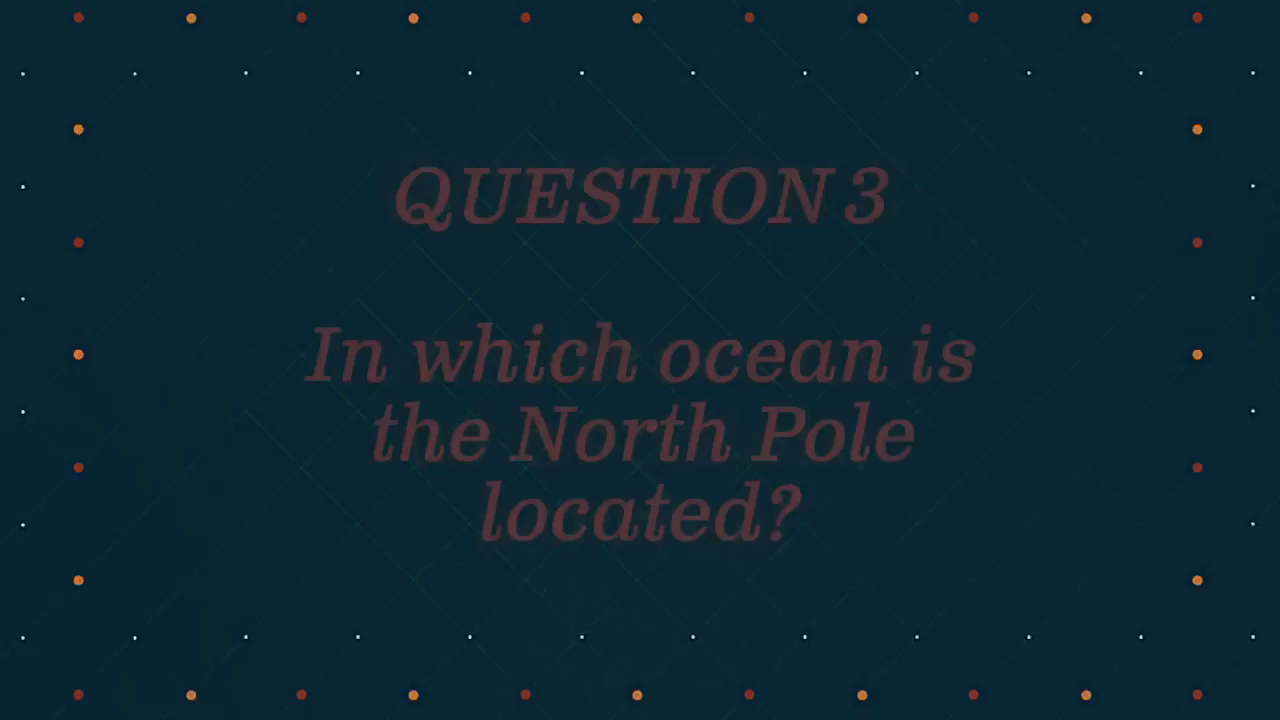 QUESTION 3
In which ocean is
the North Pole
located?